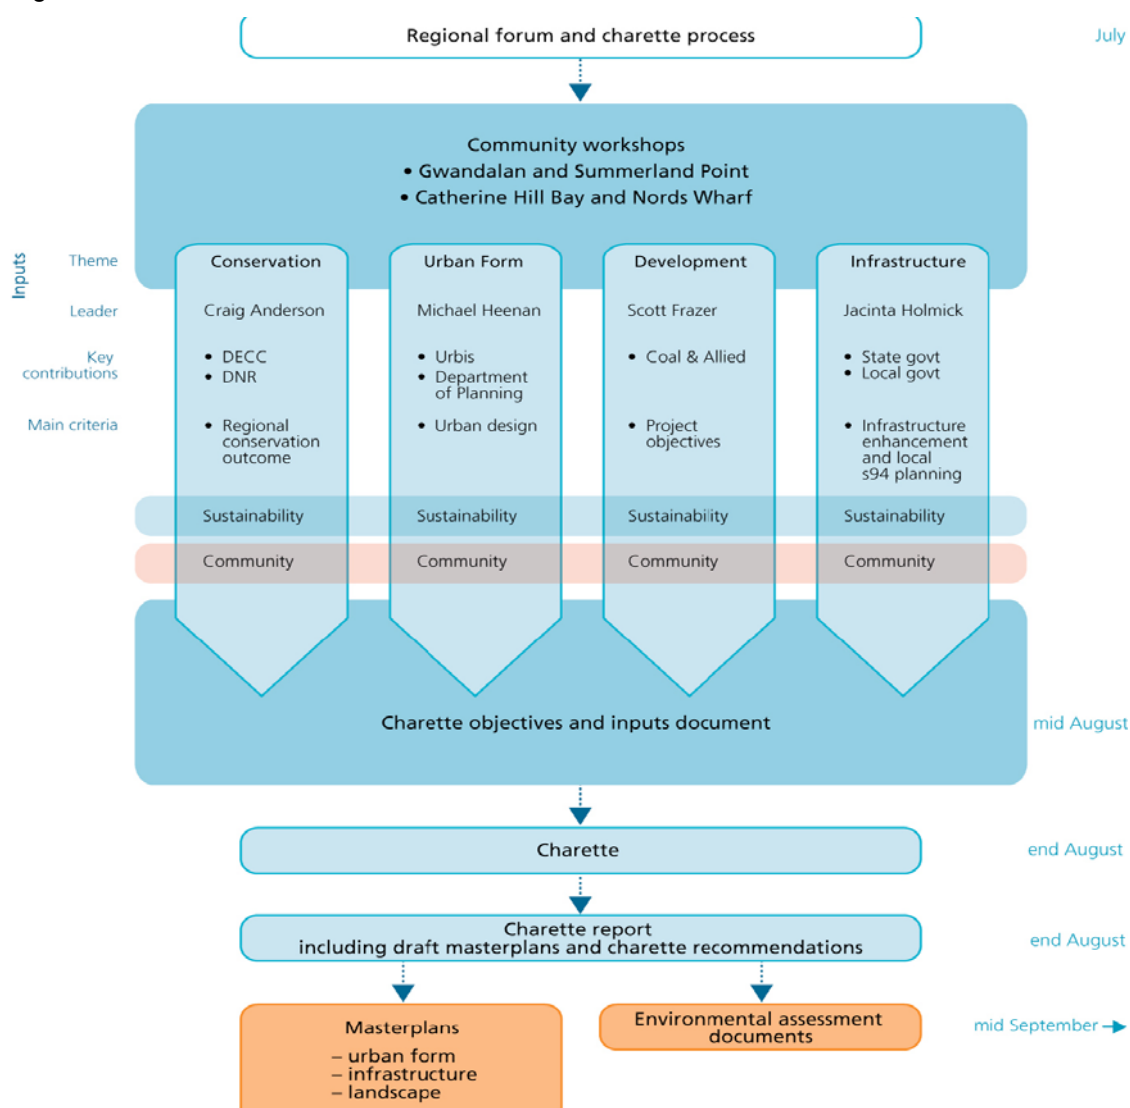 Regional forum and charette process
July
Community workshops
• Gwandalan and Summerland Point
• Catherine Hill Bay and Nords Wharf
Inputs
Theme
Conservation
Urban Form
Development
Infrastructure
Leader
Craig Anderson
Michael Heenan
Scott Frazer
Jacinta Holmick
Key
contributions
• DECC
• DNR
• Urbis
• Department
of Planning
• Coal & Allied
• State govt
• Local govt
Main criteria
• Regional
conservation
outcome
• Urban design
• Project
objectives
• Infrastructure
enhancement
and local
s94 planning
Sustainability
Sustainability
Sustainability
Sustainability
Community
Community
Community
Community
Charette objectives and inputs document
mid August
Charette
end August
Charette report
including draft masterplans and charette recommendations
end August
Masterplans
– urban form
– infrastructure
– landscape
Environmental assessment
documents
mid September